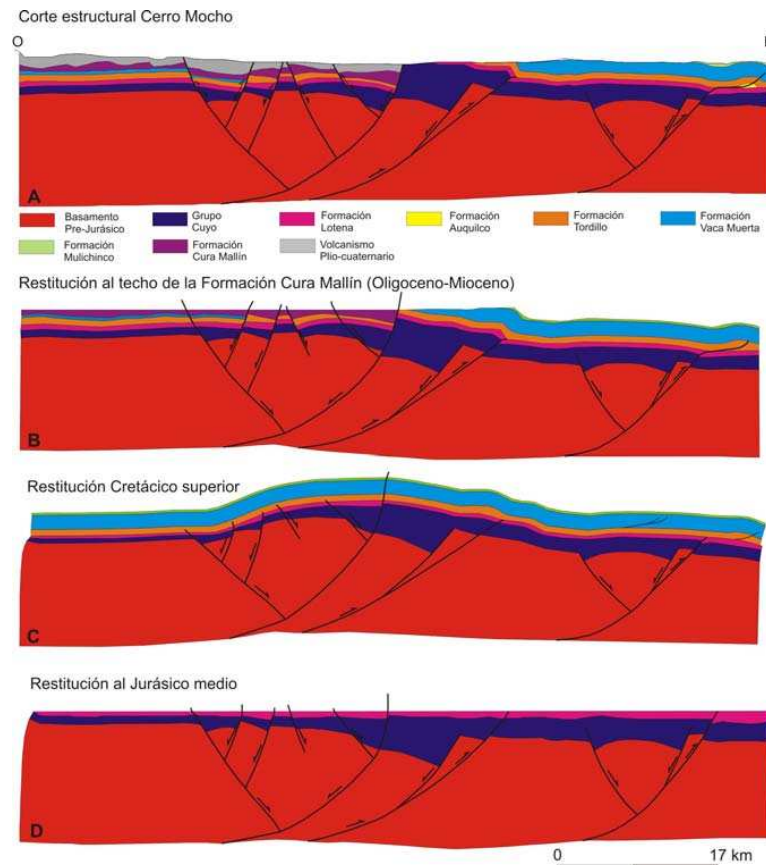 Corte estructural Cerro Mocho
O
A
Basamento
Pre-Jurásico
Grupo
Cuyo
Formación
Lotena
Formación
Auquilco
Formación
Tordillo
Formación
Vaca Muerta
Formación
Mulichinco
Formación
Cura Mallín
Volcanismo
Plio-cuaternario
Restitución al techo de la Formación Cura Mallín (Oligoceno-Mioceno)
B
Restitución Cretácico superior
C
Restitución al Jurásico medio
D
0 17 km